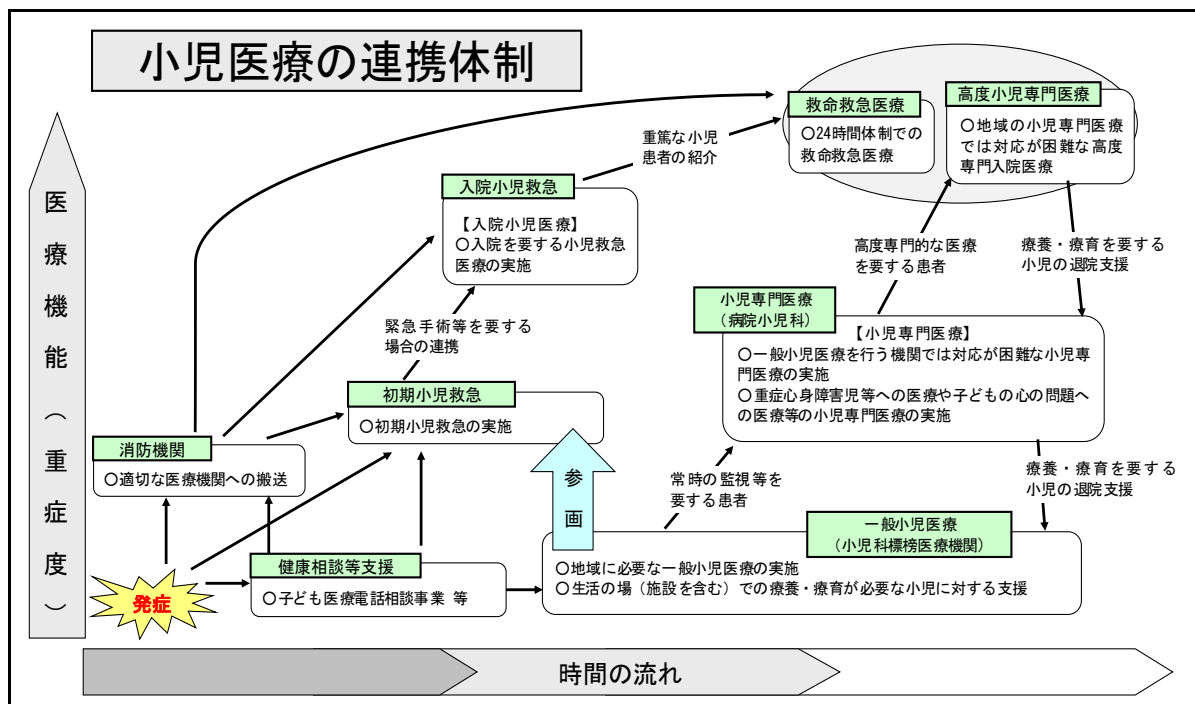 小児医療の連携体制
医療機能（重症度）
救命救急医療
○24時間体制での
救命救急医療
高度小児専門医療
○地域の小児専門医療
では対応が困難な高度
専門入院医療
重篤な小児
患者の紹介
入院小児救急
【入院小児医療】
○入院を要する小児救急
医療の実施
高度専門的な医療
を要する患者
療養・療育を要する
小児の退院支援
緊急手術等を要する
場合の連携
小児専門医療
（病院小児科）
【小児専門医療】
○一般小児医療を行う機関では対応が困難な小児専
門医療の実施
○重症心身障害児等への医療や子どもの心の問題へ
の医療等の小児専門医療の実施
初期小児救急
○初期小児救急の実施
消防機関
○適切な医療機関への搬送
参画
常時の監視等を
要する患者
療養・療育を要する
小児の退院支援
一般小児医療
（小児科標榜医療機関）
○地域に必要な一般小児医療の実施
○生活の場（施設を含む）での療養・療育が必要な小児に対する支援
健康相談等支援
○子ども医療電話相談事業 等
発症
時間の流れ